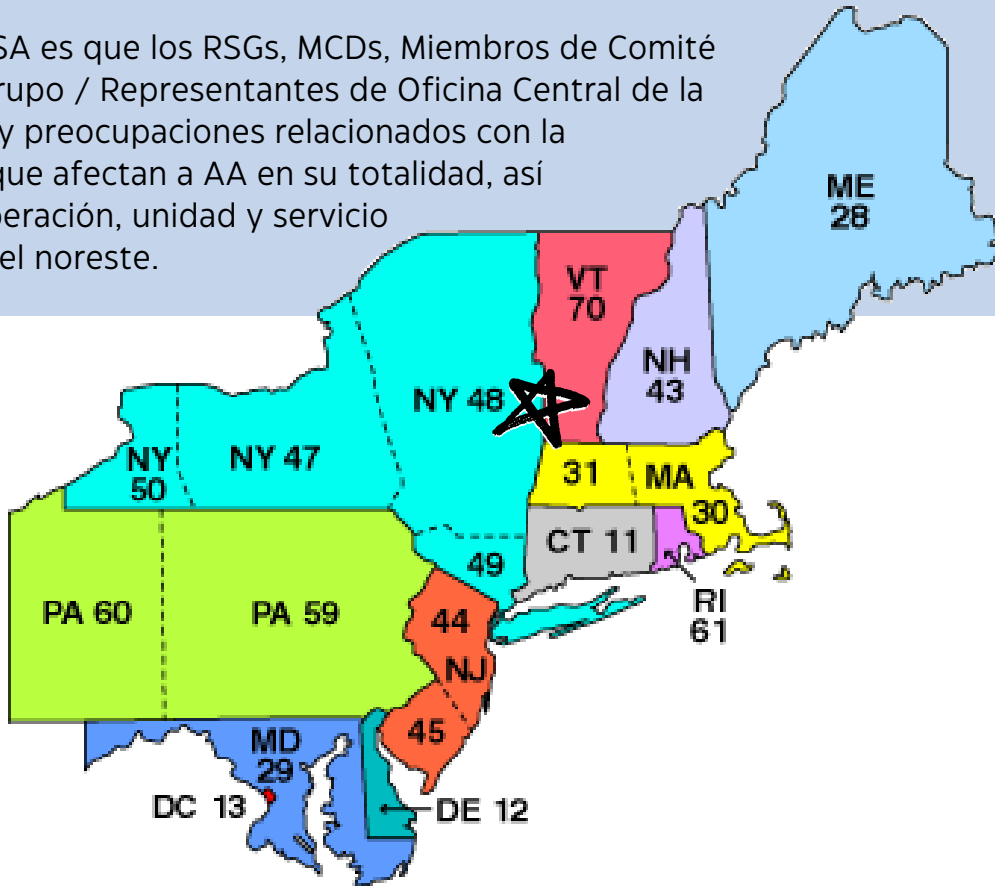 SA es que los RSGs, MCDs, Miembros de Comité
rupo / Representantes de Oficina Central de la
y preocupaciones relacionados con la
que afectan a AA en su totalidad, así
peración, unidad y servicio
el noreste.
ME
28
VT
70
NH
43
NY 48
NY 47
NY
50
31
MA
30
CT 11
49
RI
61
PA 60
PA 59
44
NJ
45
MD
29
DC 13
DE 12